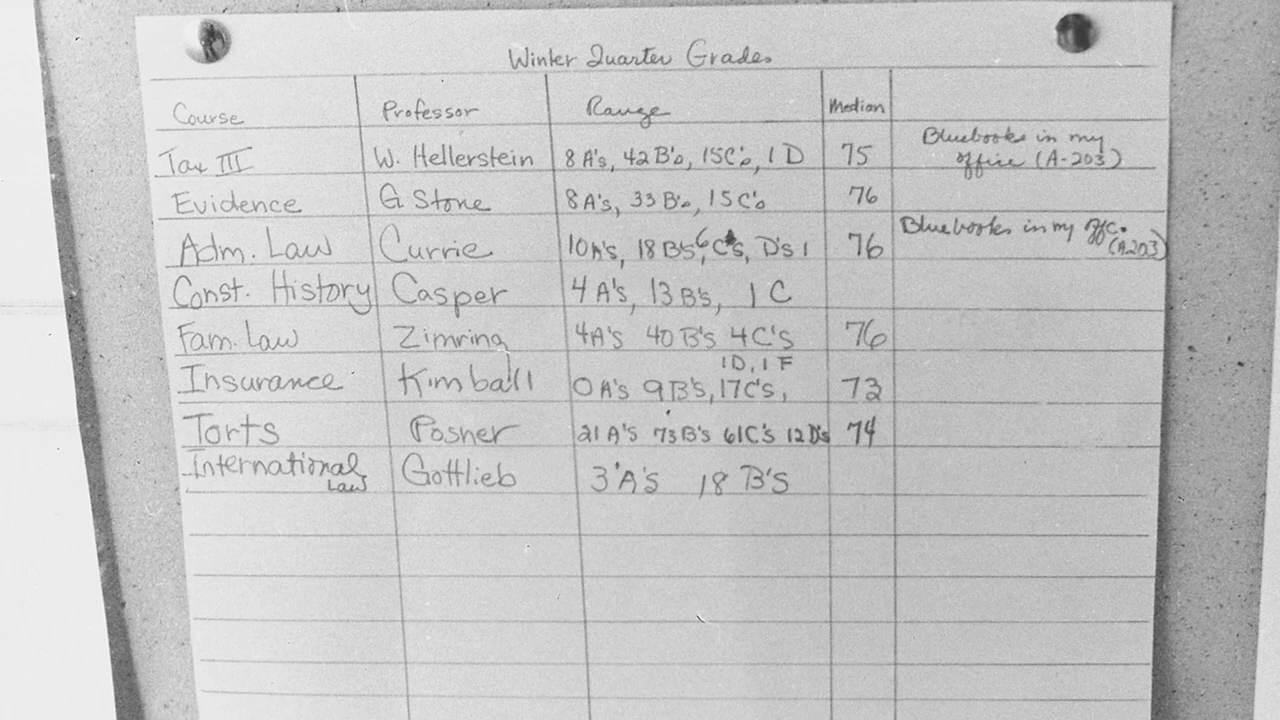 Winter Quarter Grades
Course Professor Range Median
Tax III W. Hellerstein 8 A's, 42 B's, 15 C's, 1 D 75 Bluebooks in my office (A-203)
Evidence G. Stone 8 A's, 33 B's, 15 C's 76
Adm. Law Currie 10 A's, 18 B's, 6 C's, D's 1 76 Bluebooks in my ofc. (A203)
Const. History Casper 4 A's, 13 B's, 1 C
Fam. Law Zimring 4 A's 40 B's 4 C's 76
Insurance Kimball 0 A's 9 B's, 17 C's, 1 D, 1 F 73
Torts Posner 21 A's 73 B's 61 C's 12 D's 74
International Law Gottlieb 3 A's 18 B's